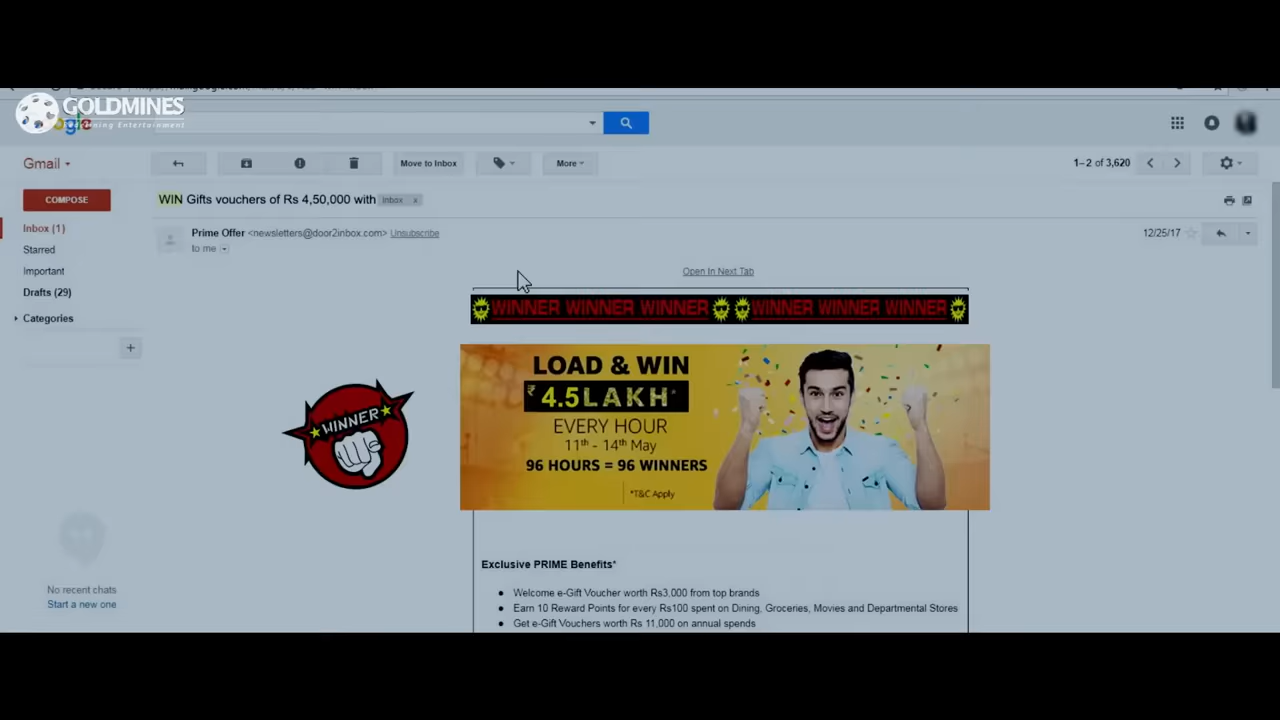 GOLDMINES
Gmail
Move to Inbox
More
1–2 of 3,620
COMPOSE
WIN Gifts vouchers of Rs 4,50,000 with
Inbox x
Inbox (1)
Prime Offer <newsletters@door2inbox.com> Unsubscribe
12/25/17
to me
Starred
Important
Open In Next Tab
Drafts (29)
WINNER WINNER WINNER WINNER WINNER WINNER
Categories
LOAD & WIN
₹ 4.5 LAKH*
EVERY HOUR
11th - 14th May
96 HOURS = 96 WINNERS
*T&C Apply
WINNER
No recent chats
Start a new one
Exclusive PRIME Benefits*
Welcome e-Gift Voucher worth Rs3,000 from top brands
Earn 10 Reward Points for every Rs100 spent on Dining, Groceries, Movies and Departmental Stores
Get e-Gift Vouchers worth Rs 11,000 on annual spends